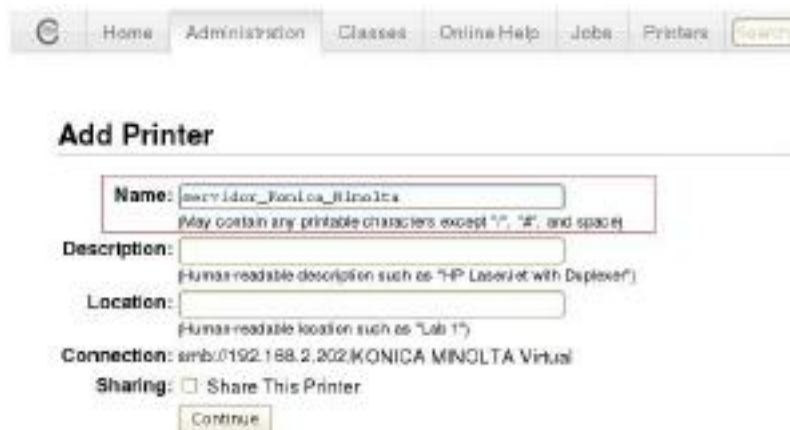 Home Administration Classes Online Help Jobs Printers Search
Add Printer
Name: servidor_Konica_Minolta
(May contain any printable characters except "/", "#", and space)
Description:
(Human-readable description such as "HP LaserJet with Duplexer")
Location:
(Human-readable location such as "Lab 1")
Connection: smb://192.168.2.202/KONICA MINOLTA Virtual
Sharing: Share This Printer
Continue